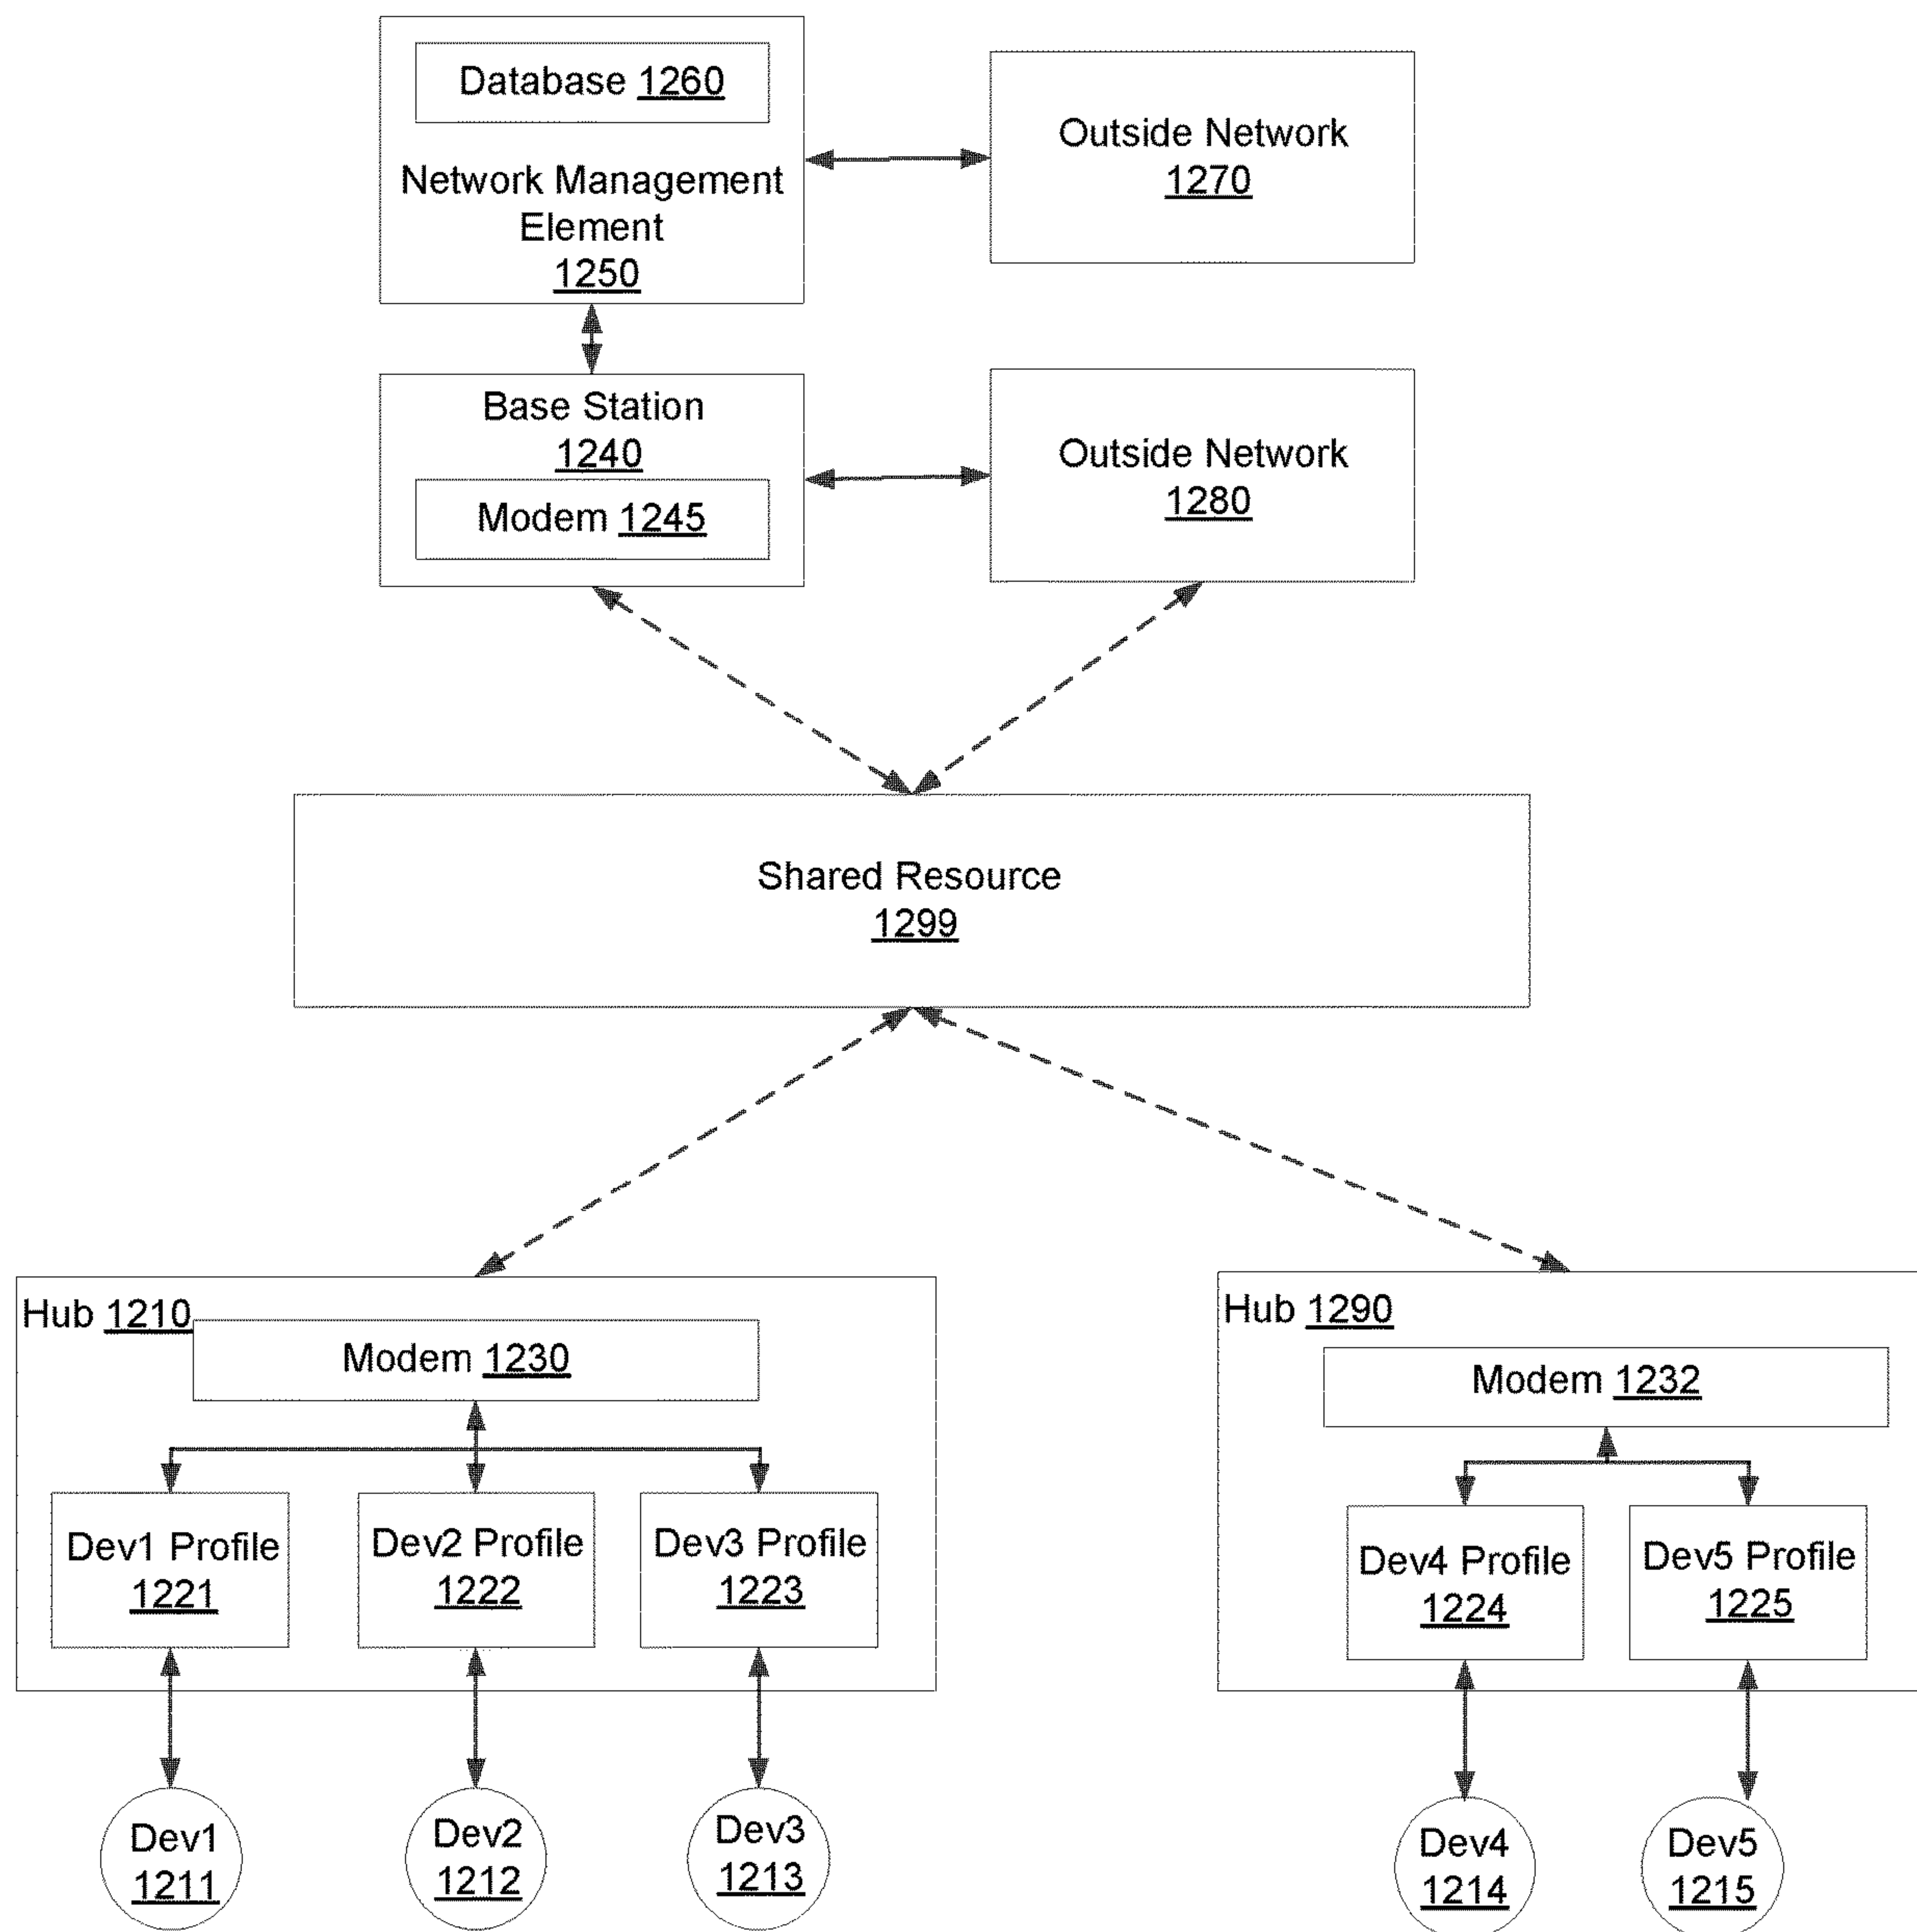 Database 1260
Network Management
Element
1250
Outside Network
1270
Base Station
1240
Modem 1245
Outside Network
1280
Shared Resource
1299
Hub 1210
Modem 1230
Dev1 Profile
1221
Dev2 Profile
1222
Dev3 Profile
1223
Dev1
1211
Dev2
1212
Dev3
1213
Hub 1290
Modem 1232
Dev4 Profile
1224
Dev5 Profile
1225
Dev4
1214
Dev5
1215